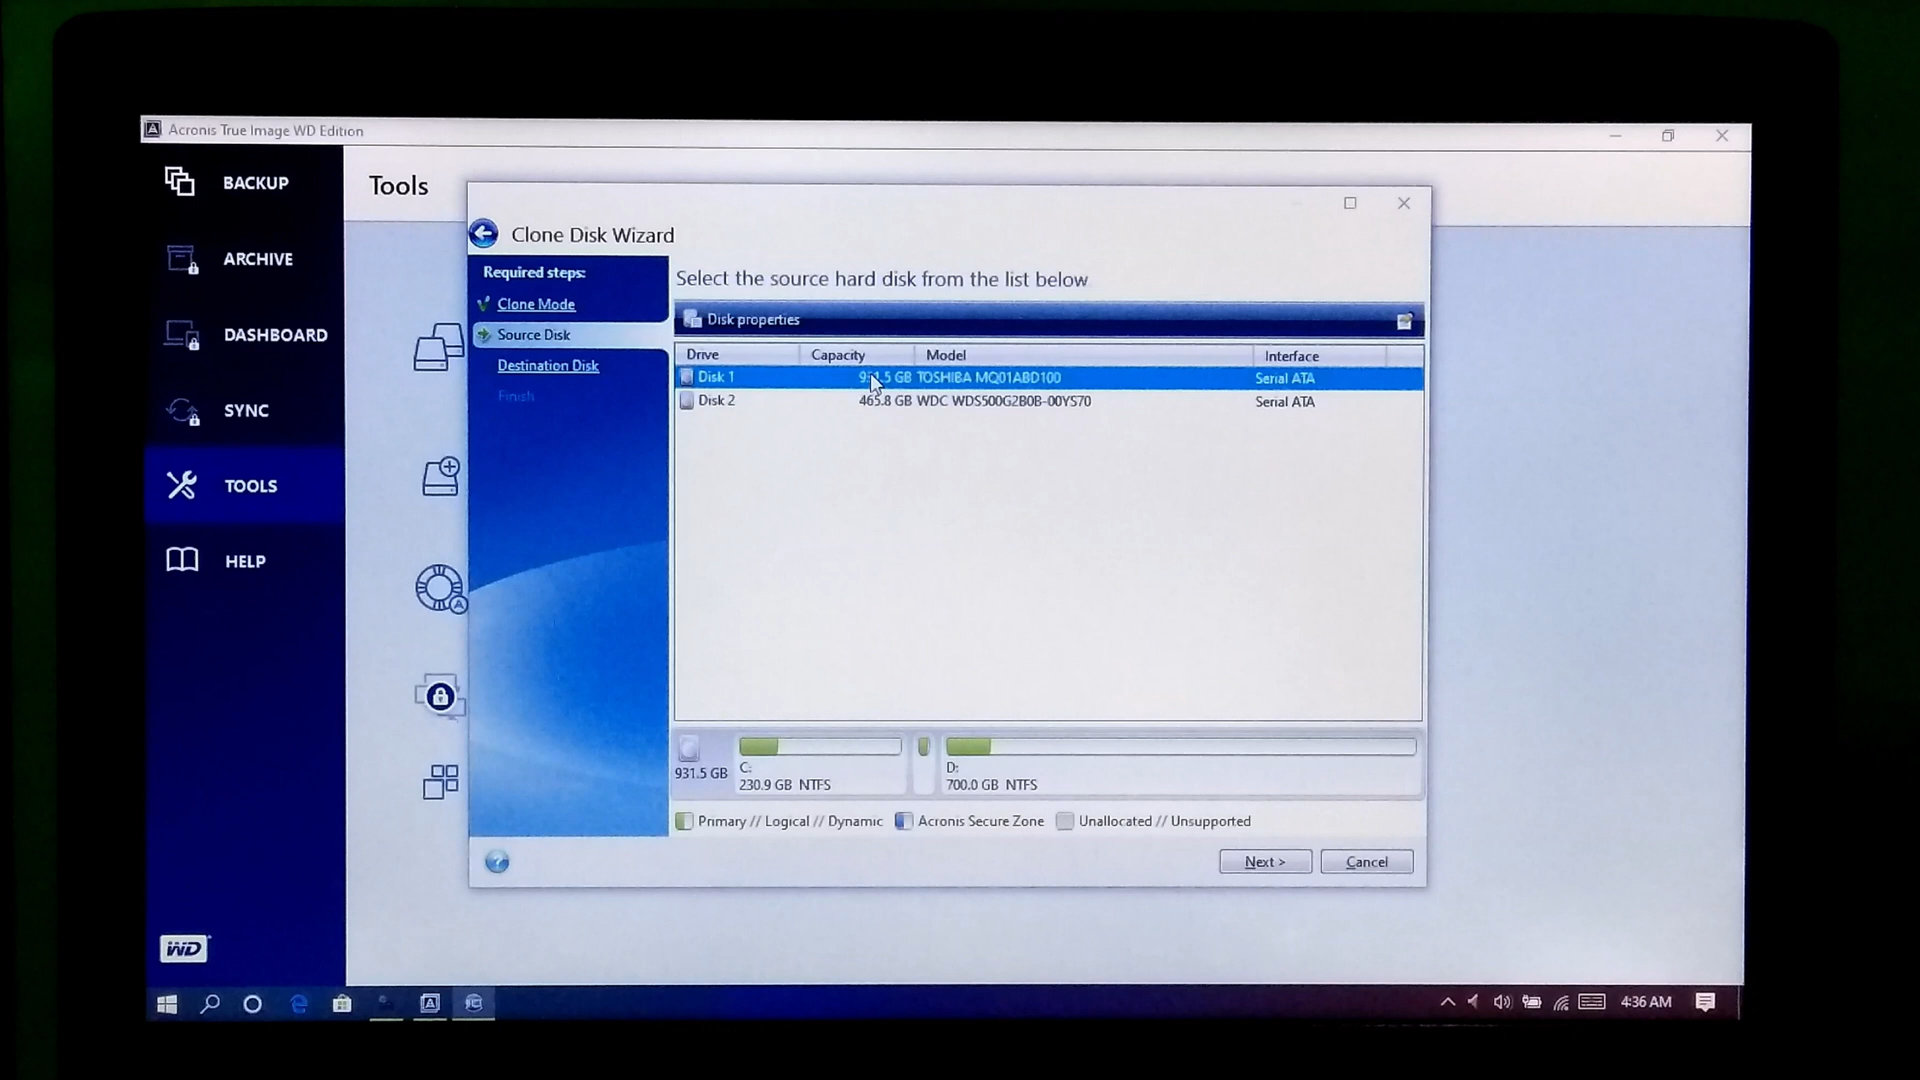 Acronis True Image WD Edition
BACKUP
ARCHIVE
DASHBOARD
SYNC
TOOLS
HELP
WD
Tools
Clone Disk Wizard
Required steps:
Clone Mode
Source Disk
Destination Disk
Finish
Select the source hard disk from the list below
Disk properties
Drive Capacity Model Interface
Disk 1 931.5 GB TOSHIBA MQ01ABD100 Serial ATA
Disk 2 465.8 GB WDC WDS500G2B0B-00YS70 Serial ATA
931.5 GB
C:
230.9 GB NTFS
D:
700.0 GB NTFS
Primary // Logical // Dynamic
Acronis Secure Zone
Unallocated // Unsupported
Next >
Cancel
4:36 AM